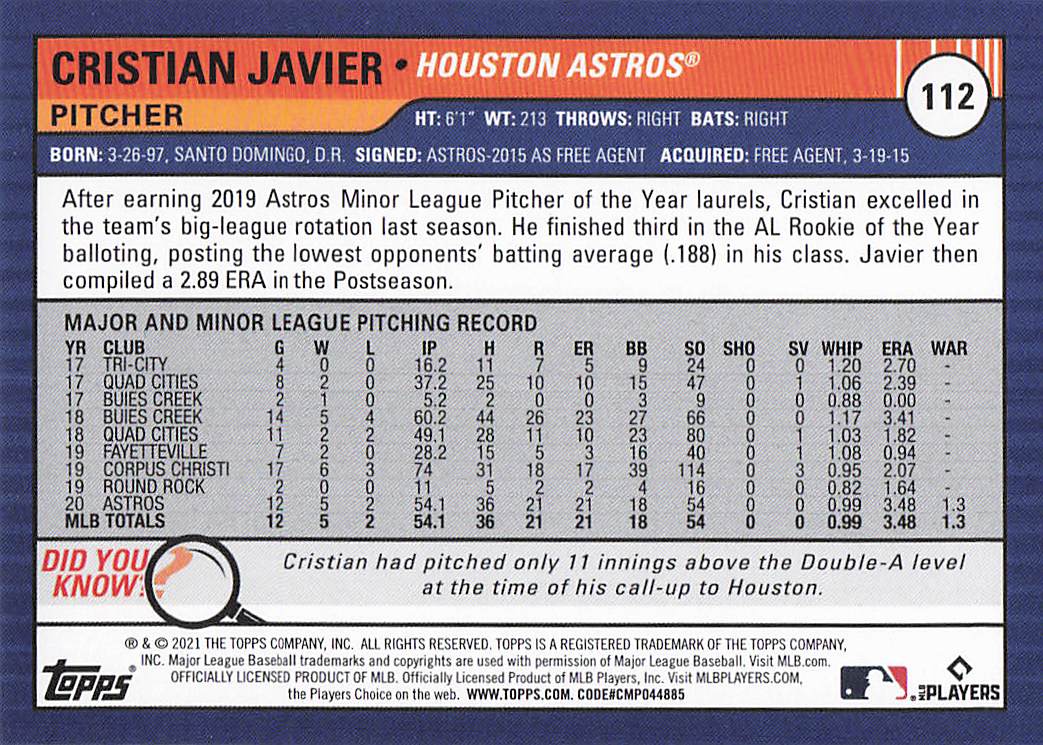 CRISTIAN JAVIER • HOUSTON ASTROS®
112
PITCHER
HT: 6'1" WT: 213 THROWS: RIGHT BATS: RIGHT
BORN: 3-26-97, SANTO DOMINGO, D.R. SIGNED: ASTROS-2015 AS FREE AGENT ACQUIRED: FREE AGENT, 3-19-15
After earning 2019 Astros Minor League Pitcher of the Year laurels, Cristian excelled in
the team's big-league rotation last season. He finished third in the AL Rookie of the Year
balloting, posting the lowest opponents' batting average (.188) in his class. Javier then
compiled a 2.89 ERA in the Postseason.
MAJOR AND MINOR LEAGUE PITCHING RECORD
YR CLUB G W L IP H R ER BB SO SHO SV WHIP ERA WAR
17 TRI-CITY 4 0 0 16.2 11 7 5 9 24 0 0 1.20 2.70 -
17 QUAD CITIES 8 2 0 37.2 25 10 10 15 47 0 1 1.06 2.39 -
17 BUIES CREEK 2 1 0 5.2 2 0 0 3 9 0 0 0.88 0.00 -
18 BUIES CREEK 14 5 4 60.2 44 26 23 27 66 0 0 1.17 3.41 -
18 QUAD CITIES 11 2 2 49.1 28 11 10 23 80 0 1 1.03 1.82 -
19 FAYETTEVILLE 7 2 0 28.2 15 5 3 16 40 0 1 1.08 0.94 -
19 CORPUS CHRISTI 17 6 3 74 31 18 17 39 114 0 3 0.95 2.07 -
19 ROUND ROCK 2 0 0 11 5 2 2 4 16 0 0 0.82 1.64 -
20 ASTROS 12 5 2 54.1 36 21 21 18 54 0 0 0.99 3.48 1.3
MLB TOTALS 12 5 2 54.1 36 21 21 18 54 0 0 0.99 3.48 1.3
DID YOU
KNOW?
Cristian had pitched only 11 innings above the Double-A level
at the time of his call-up to Houston.
® & © 2021 THE TOPPS COMPANY, INC. ALL RIGHTS RESERVED. TOPPS IS A REGISTERED TRADEMARK OF THE TOPPS COMPANY,
INC. Major League Baseball trademarks and copyrights are used with permission of Major League Baseball. Visit MLB.com.
OFFICIALLY LICENSED PRODUCT OF MLB. Officially Licensed Product of MLB Players, Inc. Visit MLBPLAYERS.COM,
the Players Choice on the web. WWW.TOPPS.COM. CODE#CMP044885
Topps®
MLB PLAYERS